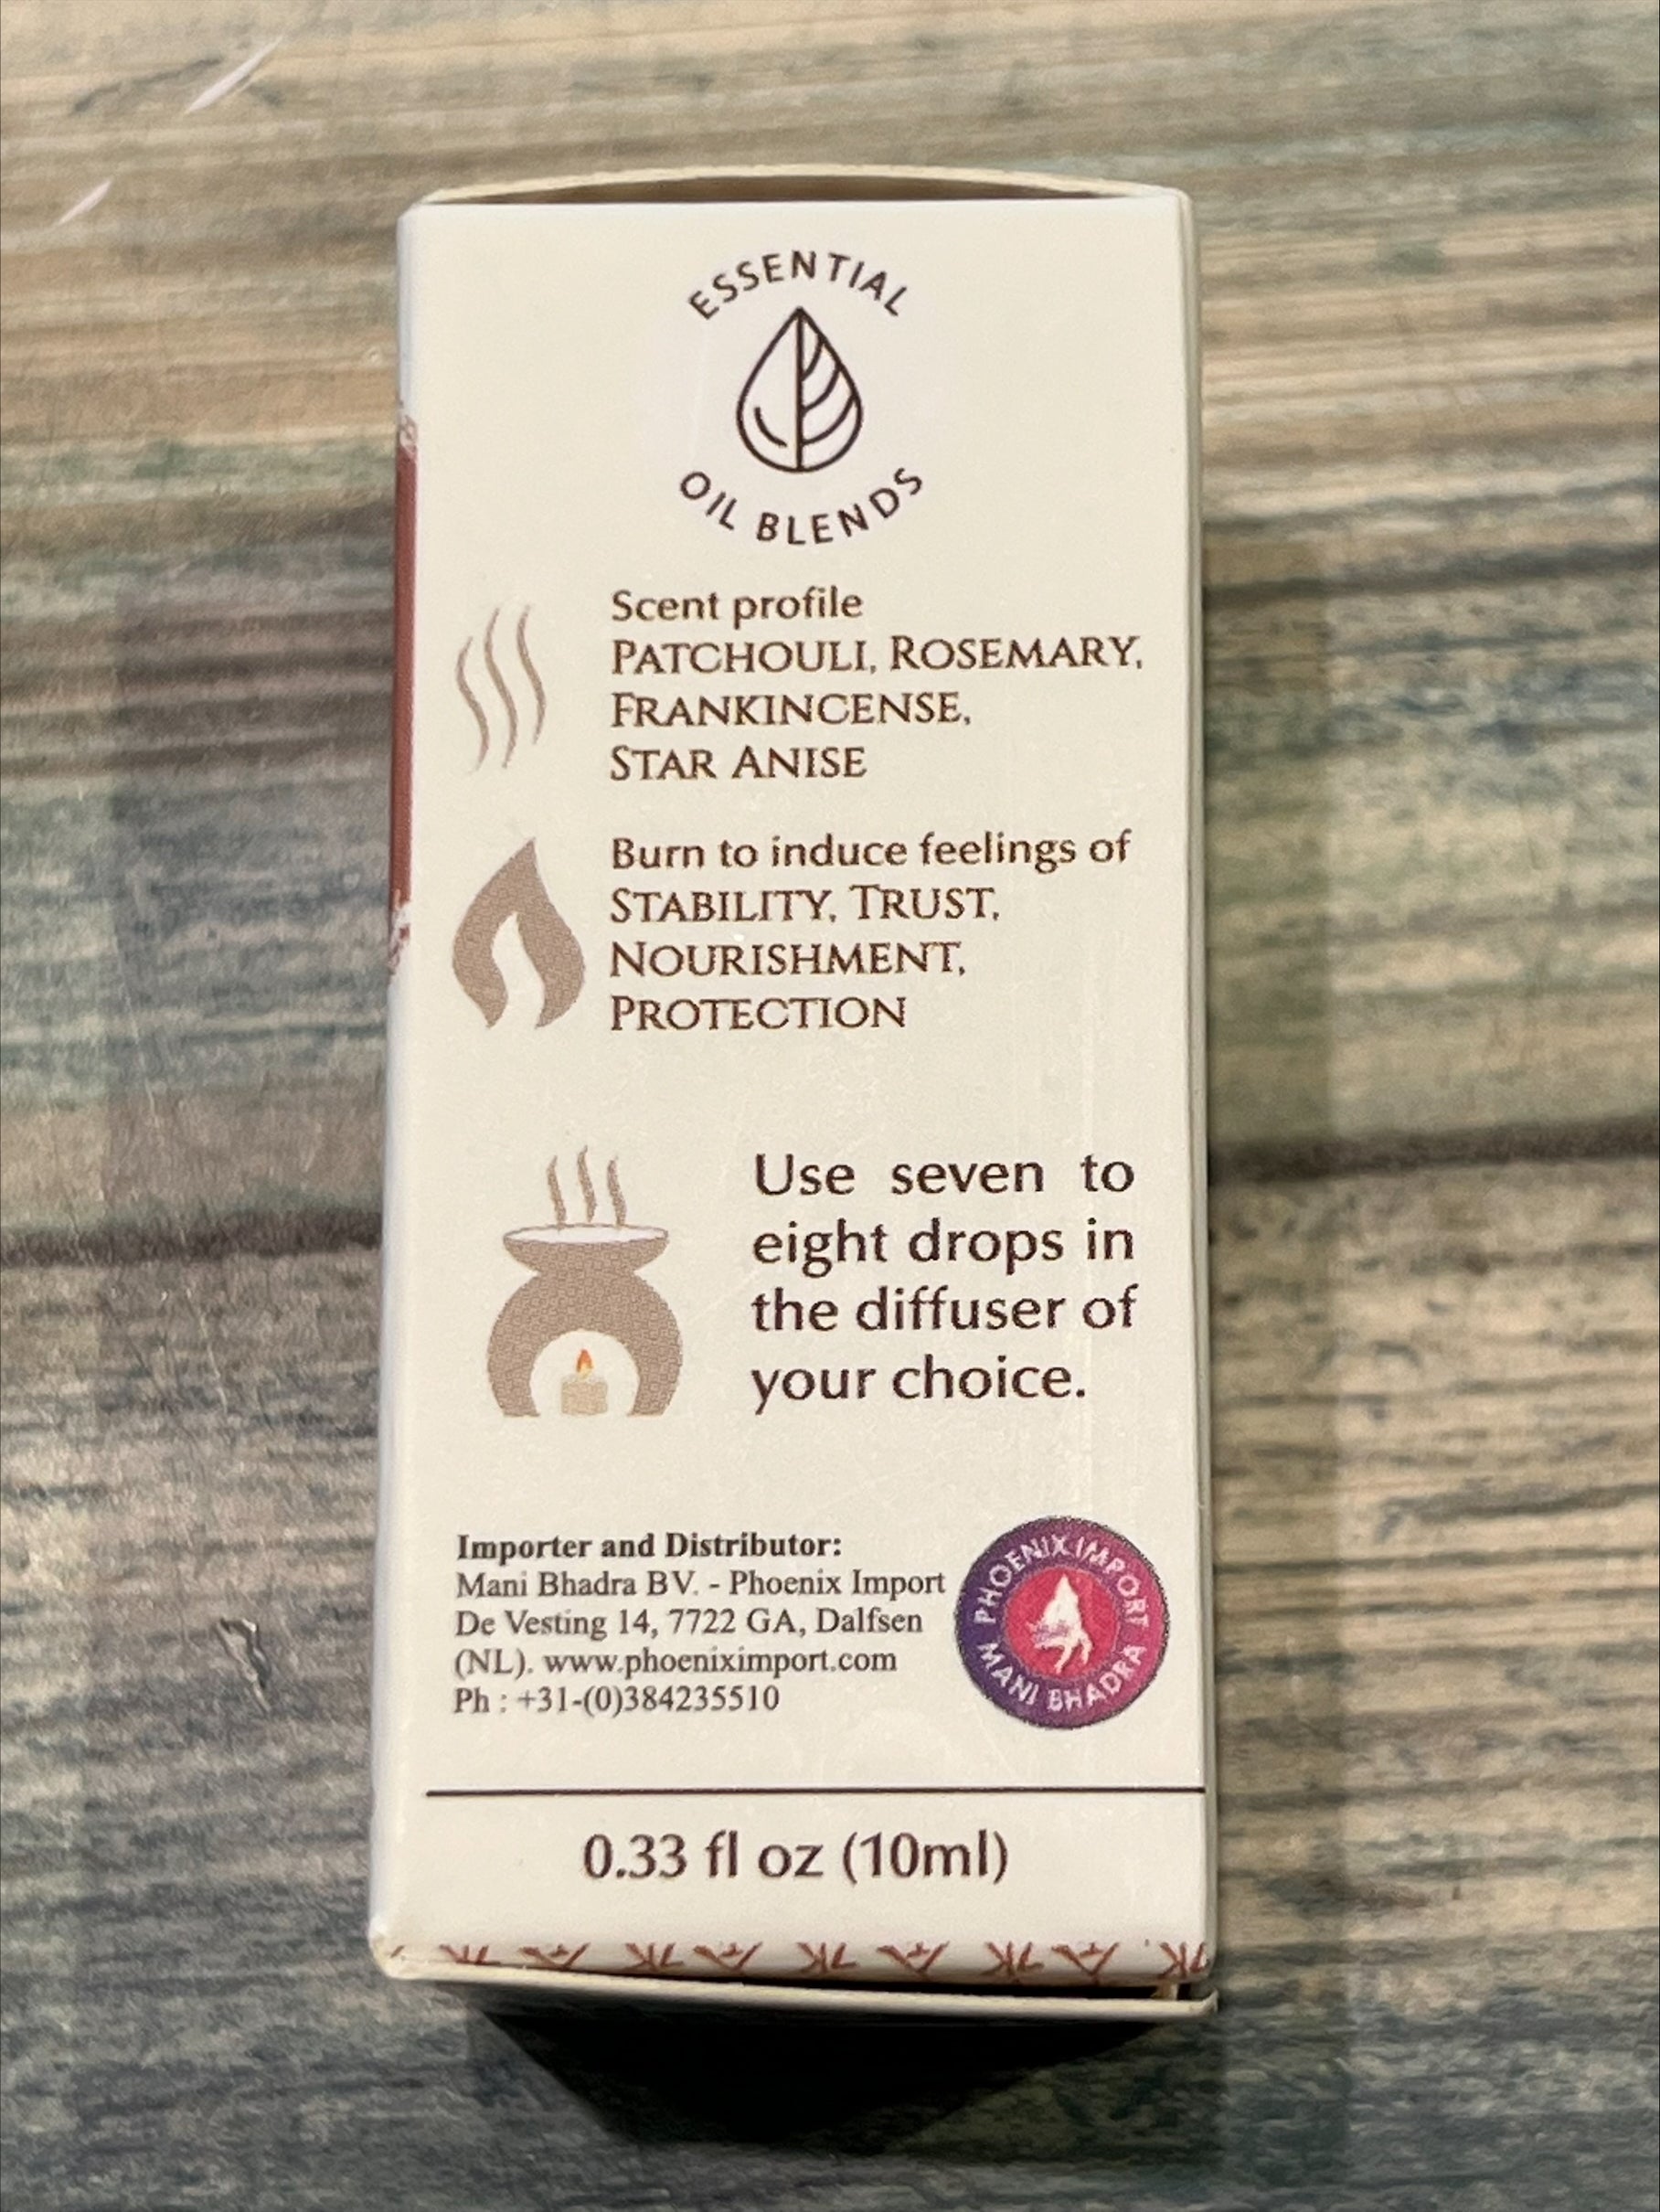 ESSENTIAL
OIL BLENDS
Scent profile
PATCHOULI, ROSEMARY,
FRANKINCENSE,
STAR ANISE
Burn to induce feelings of
STABILITY, TRUST,
NOURISHMENT,
PROTECTION
Use seven to
eight drops in
the diffuser of
your choice.
Importer and Distributor:
Mani Bhadra BV. - Phoenix Import
De Vesting 14, 7722 GA, Dalfsen
(NL). www.phoeniximport.com
Ph : +31-(0)384235510
PHOENIX IMPORT
MANI BHADRA
0.33 fl oz (10ml)